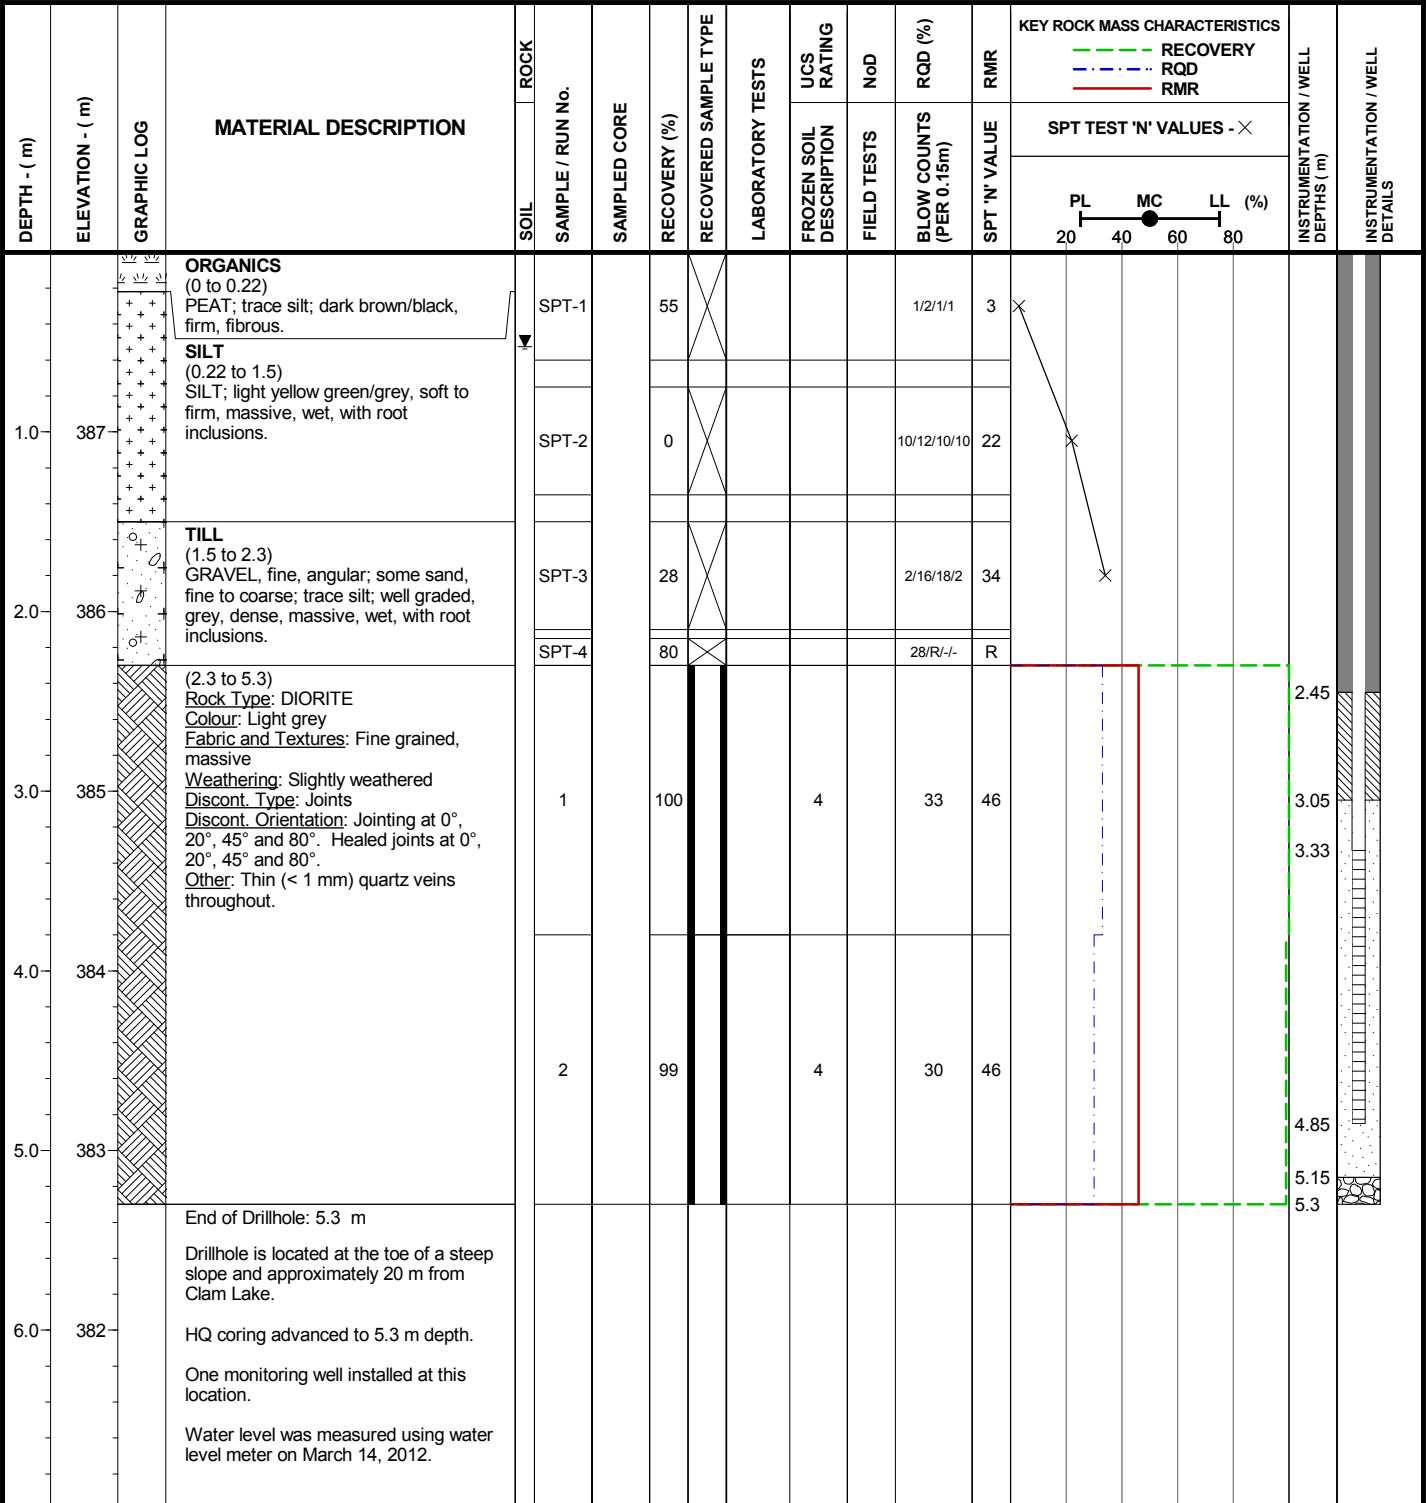 DEPTH - ( m)
ELEVATION - ( m)
GRAPHIC LOG
MATERIAL DESCRIPTION
SOIL
ROCK
SAMPLE / RUN No.
SAMPLED CORE
RECOVERY (%)
RECOVERED SAMPLE TYPE
LABORATORY TESTS
UCS
RATING
FROZEN SOIL
DESCRIPTION
NoD
FIELD TESTS
RQD (%)
BLOW COUNTS
(PER 0.15m)
RMR
SPT 'N' VALUE
KEY ROCK MASS CHARACTERISTICS
RECOVERY
RQD
RMR
SPT TEST 'N' VALUES - X
PL MC LL (%)
20 40 60 80
INSTRUMENTATION / WELL
DEPTHS ( m)
INSTRUMENTATION / WELL
DETAILS
ORGANICS
(0 to 0.22)
PEAT; trace silt; dark brown/black,
firm, fibrous.
SPT-1 55 1/2/1/1 3
SILT
(0.22 to 1.5)
SILT; light yellow green/grey, soft to
firm, massive, wet, with root
inclusions.
1.0 387
SPT-2 0 10/12/10/10 22
TILL
(1.5 to 2.3)
GRAVEL, fine, angular; some sand,
fine to coarse; trace silt; well graded,
grey, dense, massive, wet, with root
inclusions.
SPT-3 28 2/16/18/2 34
2.0 386
SPT-4 80 28/R/-/- R
(2.3 to 5.3)
Rock Type: DIORITE
Colour: Light grey
Fabric and Textures: Fine grained,
massive
Weathering: Slightly weathered
Discont. Type: Joints
Discont. Orientation: Jointing at 0°,
20°, 45° and 80°. Healed joints at 0°,
20°, 45° and 80°.
Other: Thin (< 1 mm) quartz veins
throughout.
2.45
3.0 385
1 100 4 33 46
3.05
3.33
4.0 384
2 99 4 30 46
4.85
5.0 383
5.15
5.3
End of Drillhole: 5.3 m
Drillhole is located at the toe of a steep
slope and approximately 20 m from
Clam Lake.
6.0 382
HQ coring advanced to 5.3 m depth.
One monitoring well installed at this
location.
Water level was measured using water
level meter on March 14, 2012.